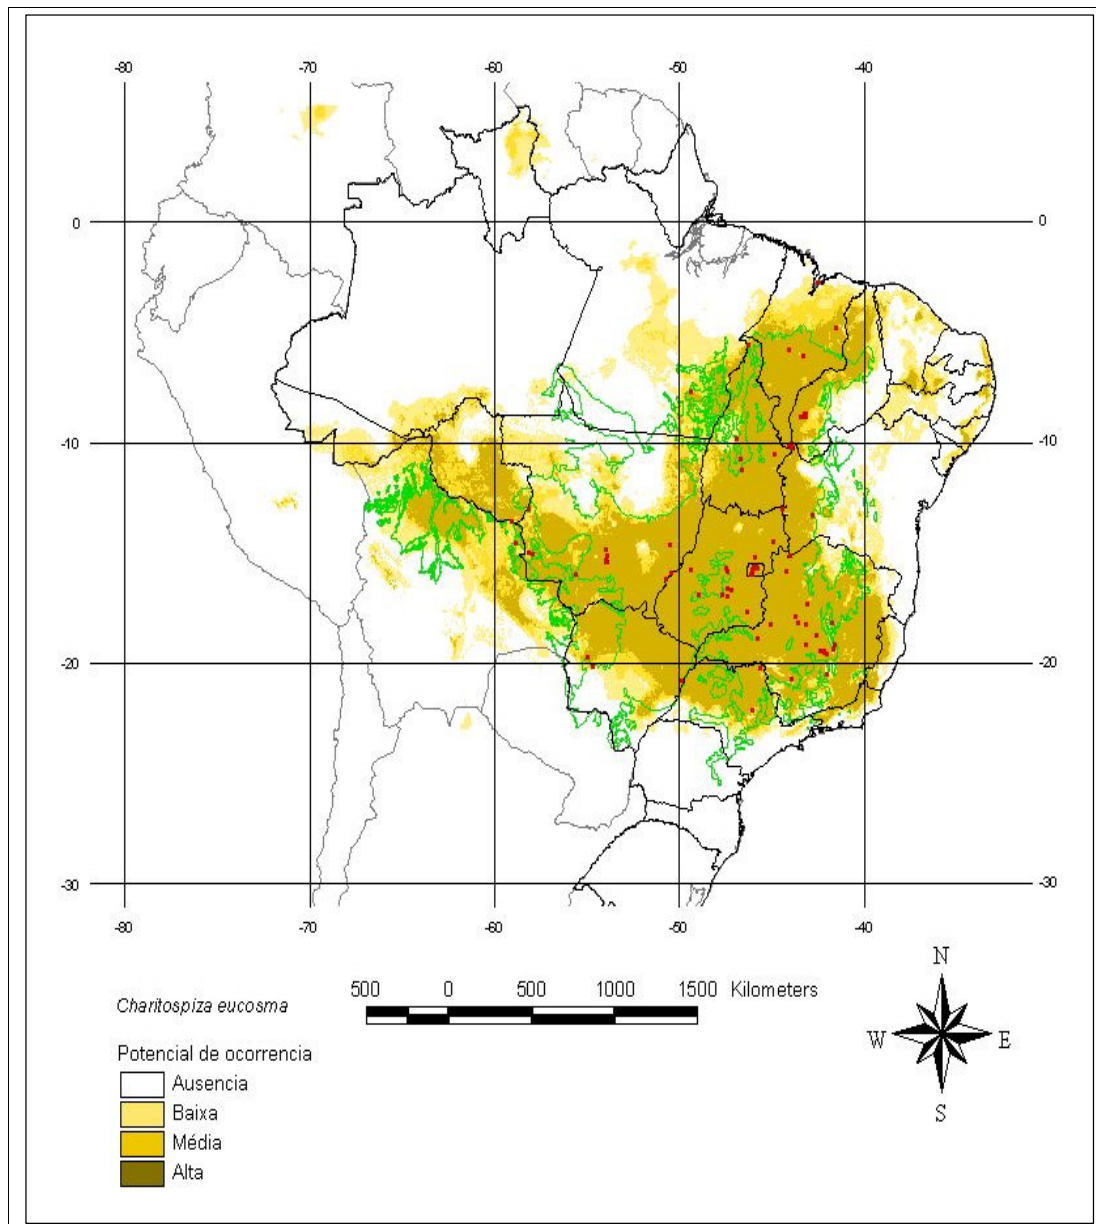 -80 -70 -60 -50 -40
0 0
-10 -10
-20 -20
-30 -30
-80 -70 -60 -50 -40
N
W E
S
500 0 500 1000 1500 Kilometers
Charitospiza eucosma
Potencial de ocorrencia
Ausencia
Baixa
Média
Alta